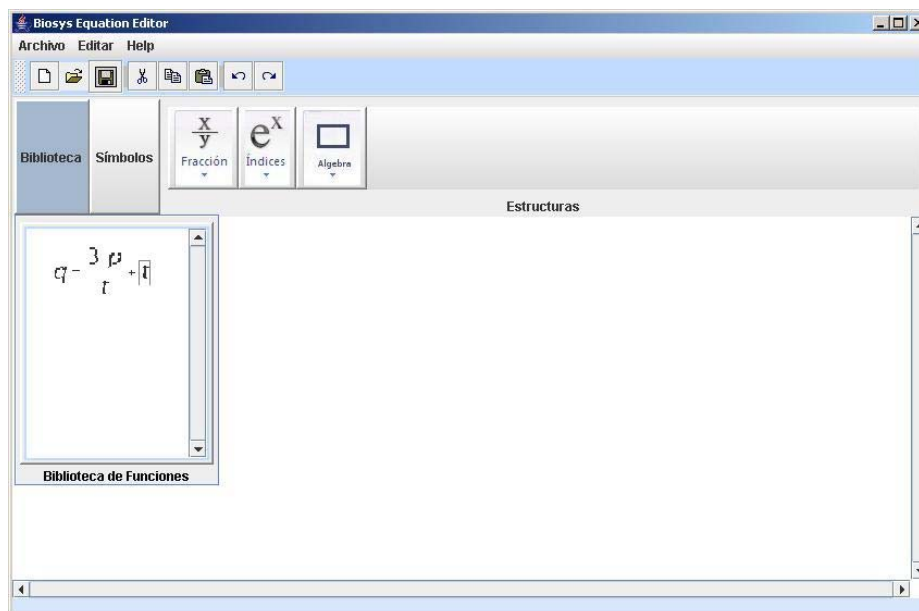 Biosys Equation Editor
Archivo Editar Help
Biblioteca Símbolos
x
y
Fracción
e^x
Índices
Algebra
Estructuras
3 p
q - + t
t
Biblioteca de Funciones